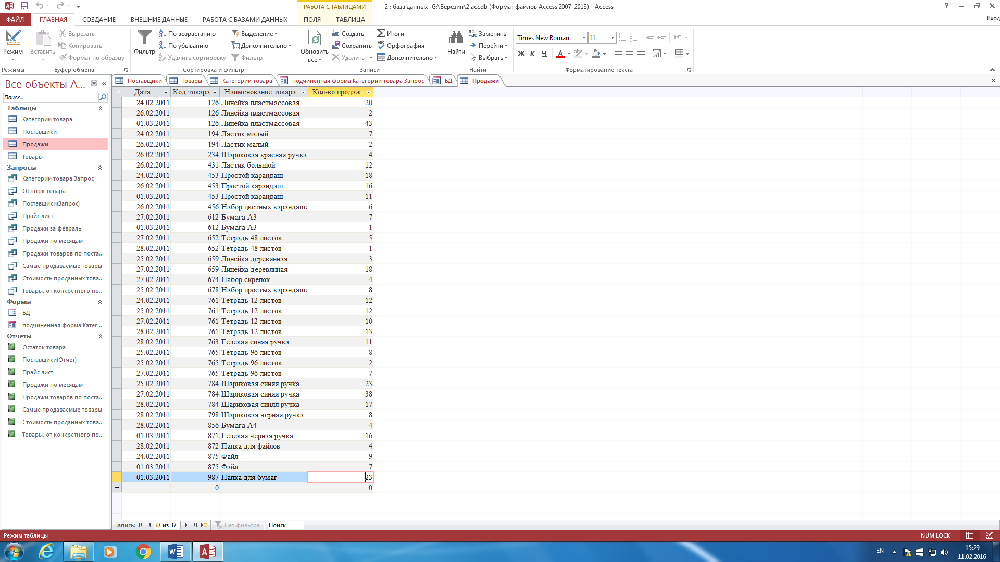 РАБОТА С ТАБЛИЦАМИ
2 : база данных- G:\Березин\2.accdb (Формат файлов Access 2007–2013) - Access
?
ФАЙЛ ГЛАВНАЯ СОЗДАНИЕ ВНЕШНИЕ ДАННЫЕ РАБОТА С БАЗАМИ ДАННЫХ ПОЛЯ ТАБЛИЦА Вход
Режим
Режимы
Вставить
Вырезать
Копировать
Формат по образцу
Буфер обмена
Фильтр
По возрастанию
По убыванию
Удалить сортировку
Выделение
Дополнительно
Фильтр
Сортировка и фильтр
Обновить
все
Создать
Сохранить
Удалить
Итоги
Орфография
Дополнительно
Записи
Найти
Заменить
Перейти
Выбрать
Найти
Times New Roman 11
Ж К Ч А
Форматирование текста
Все объекты A...
Поиск...
Таблицы
Категории товара
Поставщики
Продажи
Товары
Запросы
Категории товара Запрос
Остаток товара
Поставщики(Запрос)
Прайс лист
Продажи за февраль
Продажи по месяцам
Продажи товаров по поста...
Самые продаваемые товары
Стоимость проданных това...
Товары, от конкретного по...
Формы
БД
подчиненная форма Катег...
Отчеты
Остаток товара
Поставщики(Отчет)
Прайс лист
Продажи по месяцам
Продажи товаров по поста...
Самые продаваемые товары
Стоимость проданных това...
Товары, от конкретного по...
Поставщики Товары Категории товара подчиненная форма Категории товара Запрос БД Продажи
Дата Код товара Наименование товара Кол-во продаж
24.02.2011 126 Линейка пластмассовая 20
26.02.2011 126 Линейка пластмассовая 2
01.03.2011 126 Линейка пластмассовая 43
24.02.2011 194 Ластик малый 7
26.02.2011 194 Ластик малый 2
26.02.2011 234 Шариковая красная ручка 4
26.02.2011 431 Ластик большой 12
24.02.2011 453 Простой карандаш 18
26.02.2011 453 Простой карандаш 16
01.03.2011 453 Простой карандаш 11
26.02.2011 456 Набор цветных карандаше 6
27.02.2011 612 Бумага А3 7
01.03.2011 612 Бумага А3 1
27.02.2011 652 Тетрадь 48 листов 5
28.02.2011 652 Тетрадь 48 листов 1
25.02.2011 659 Линейка деревянная 3
27.02.2011 659 Линейка деревянная 18
27.02.2011 674 Набор скрепок 4
25.02.2011 678 Набор простых карандаше 8
24.02.2011 761 Тетрадь 12 листов 12
25.02.2011 761 Тетрадь 12 листов 12
27.02.2011 761 Тетрадь 12 листов 10
28.02.2011 761 Тетрадь 12 листов 13
28.02.2011 763 Гелевая синяя ручка 11
25.02.2011 765 Тетрадь 96 листов 8
25.02.2011 765 Тетрадь 96 листов 2
27.02.2011 765 Тетрадь 96 листов 7
25.02.2011 784 Шариковая синяя ручка 23
27.02.2011 784 Шариковая синяя ручка 38
28.02.2011 784 Шариковая синяя ручка 17
28.02.2011 798 Шариковая черная ручка 8
28.02.2011 856 Бумага А4 4
01.03.2011 871 Гелевая черная ручка 16
28.02.2011 872 Папка для файлов 4
24.02.2011 875 Файл 9
01.03.2011 875 Файл 7
01.03.2011 987 Папка для бумаг 23
0 0
Запись: 37 из 37 Нет фильтра Поиск
Режим таблицы NUM LOCK
EN 15:29
11.02.2016